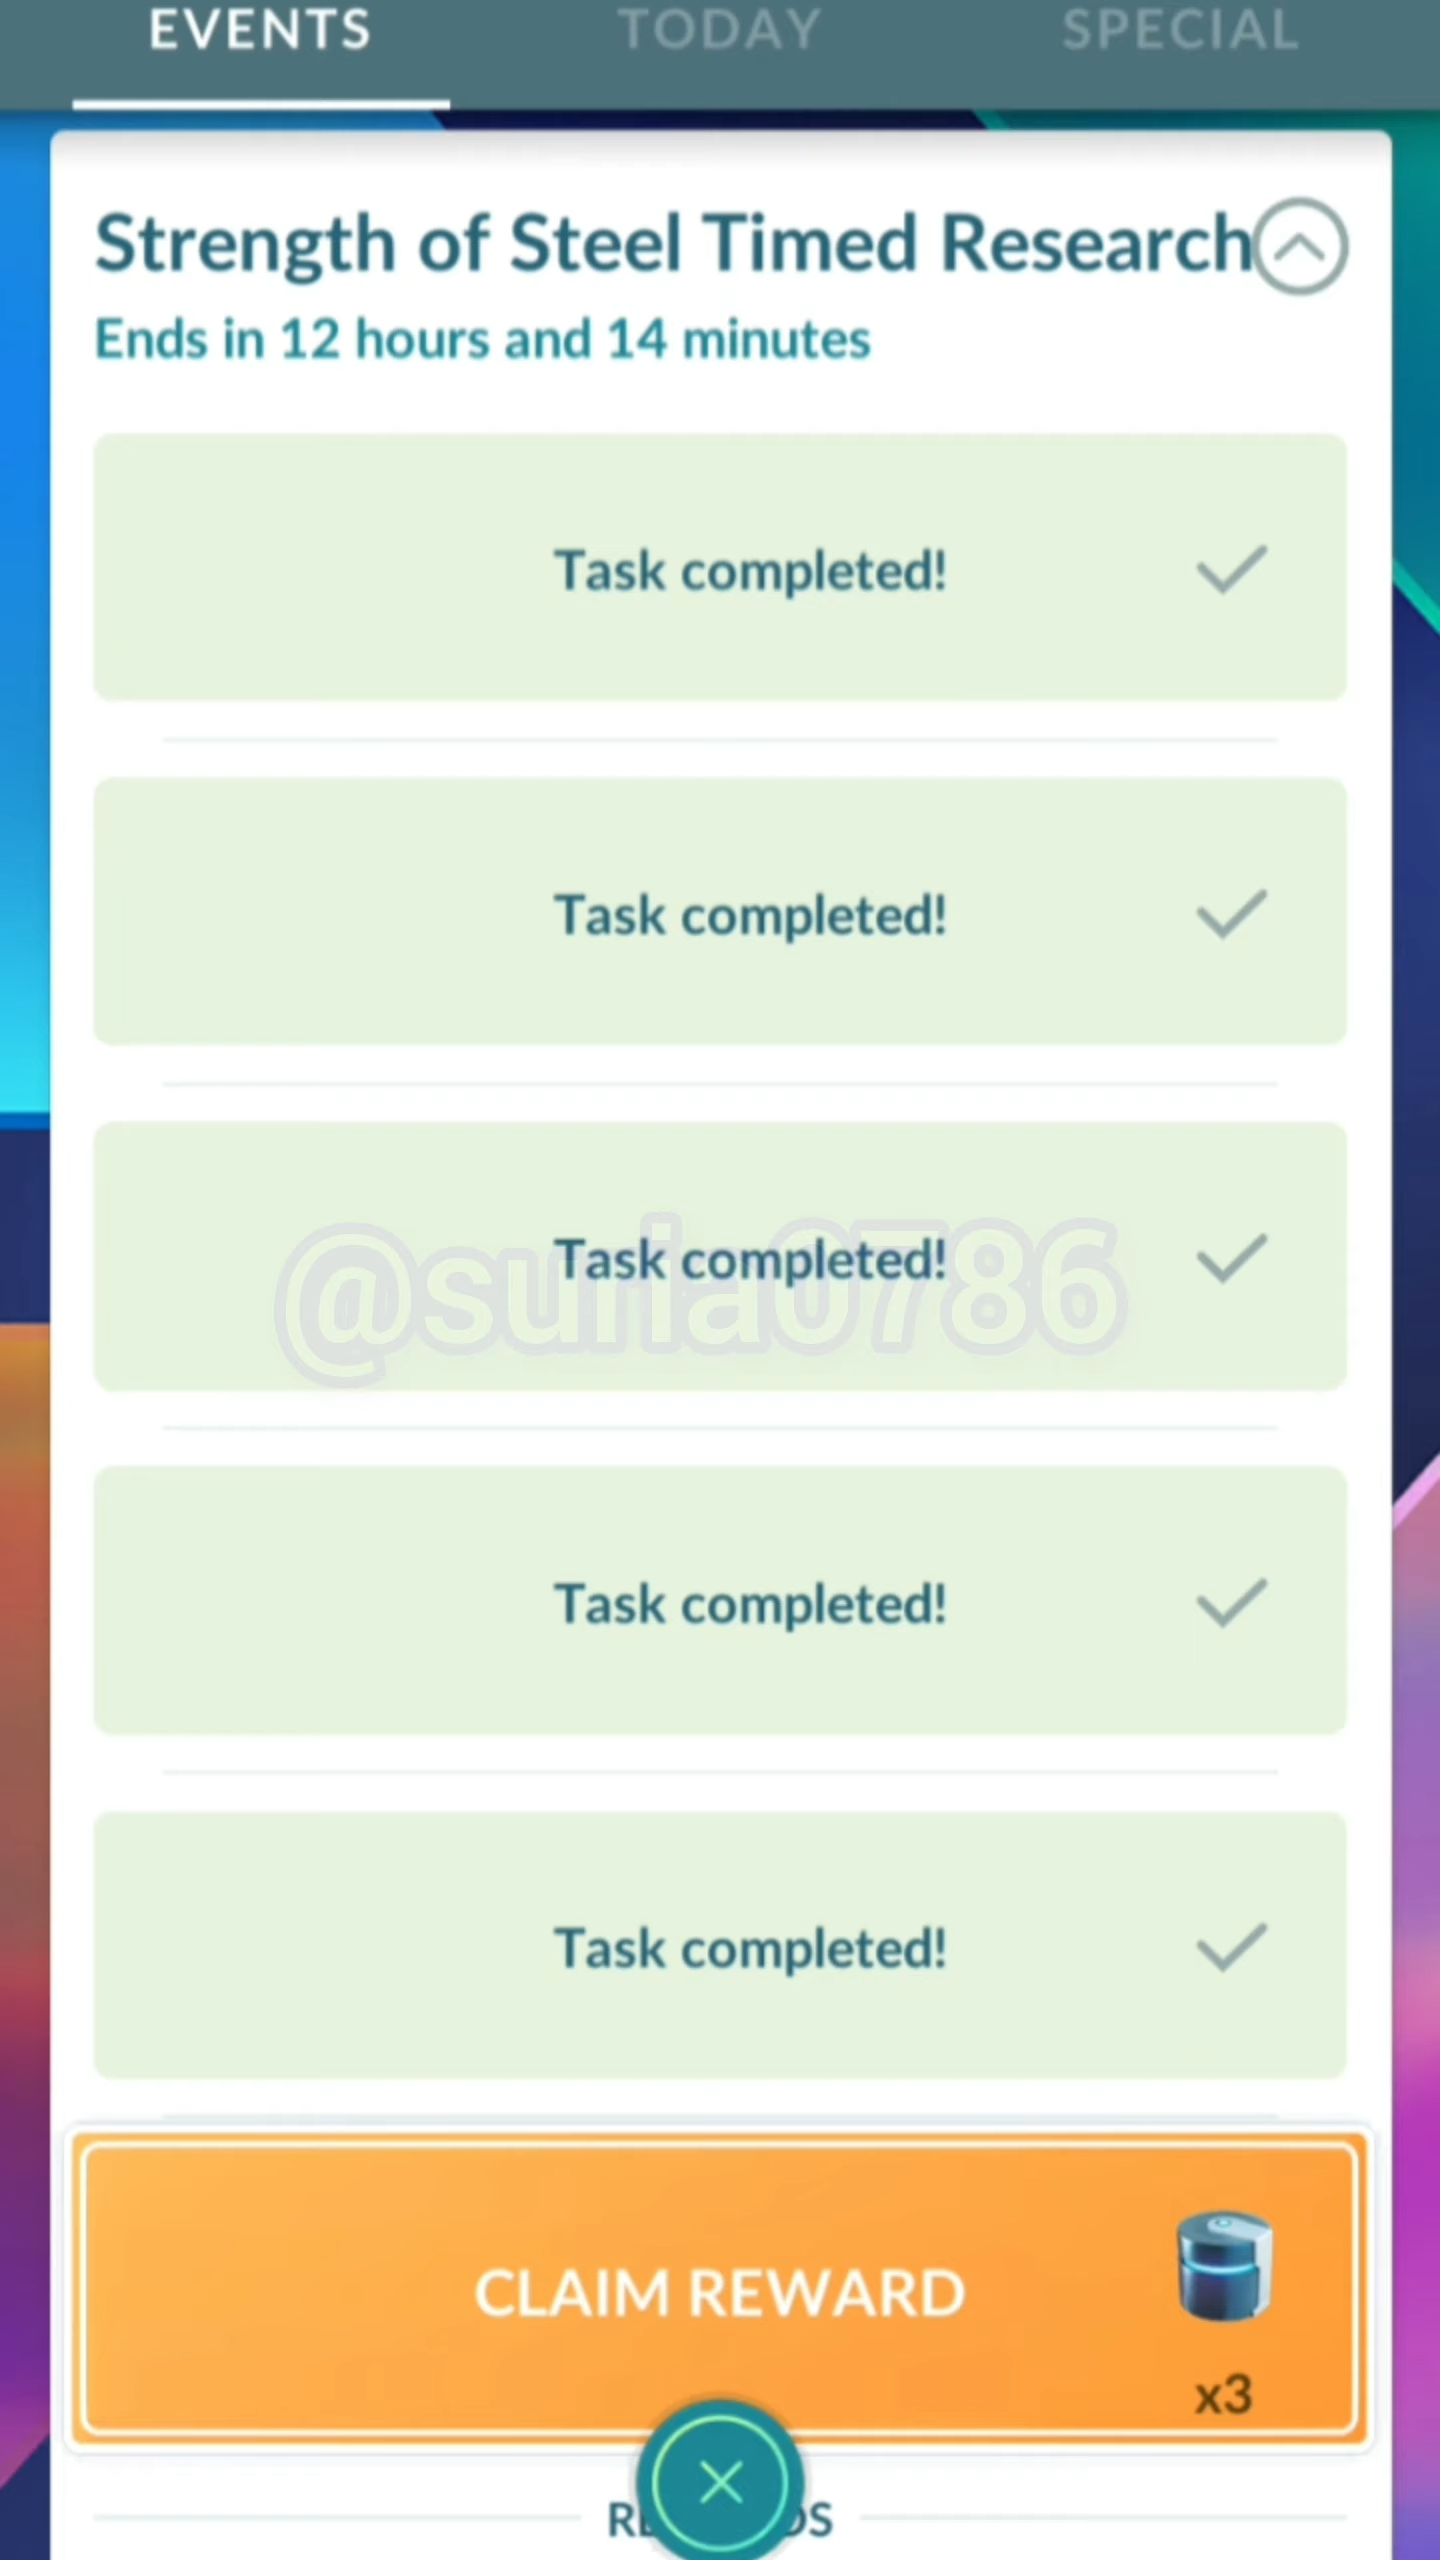 EVENTS
TODAY
SPECIAL
Strength of Steel Timed Research
Ends in 12 hours and 14 minutes
Task completed!
Task completed!
Task completed!
@suria0786
Task completed!
Task completed!
CLAIM REWARD
x3